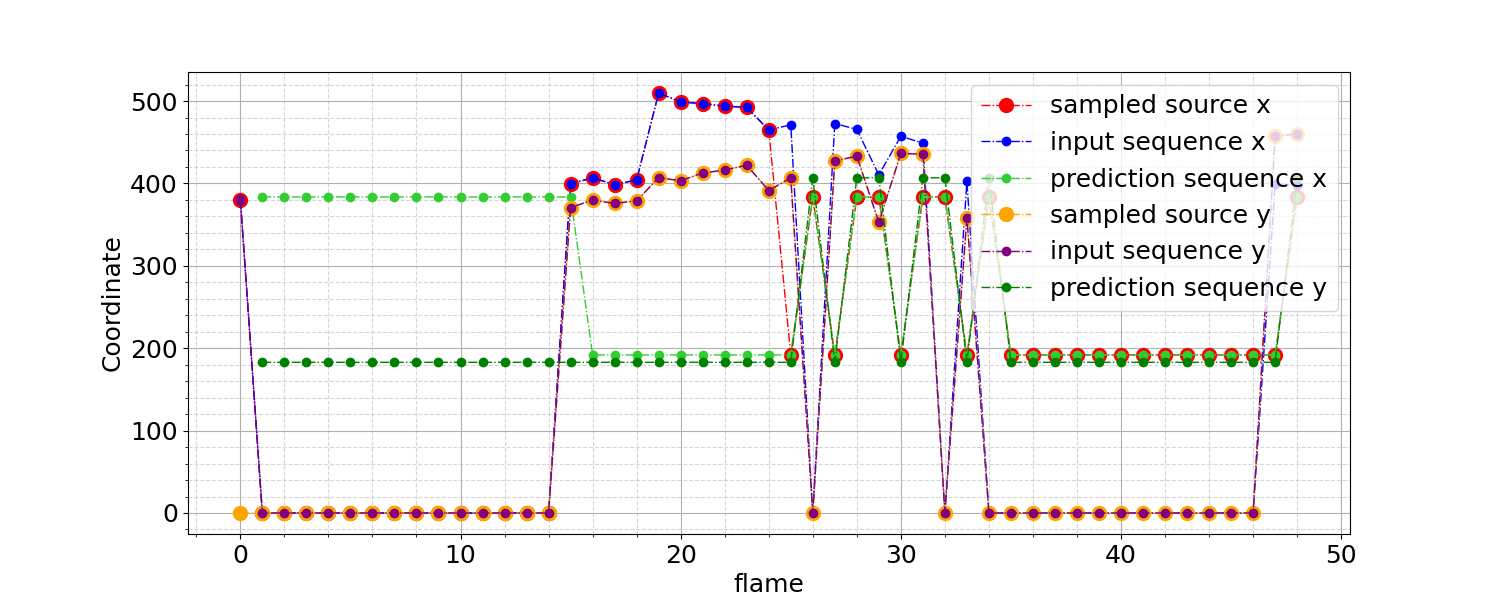 500
400
300
200
100
0
Coordinate
sampled source x
input sequence x
prediction sequence x
sampled source y
input sequence y
prediction sequence y
0 10 20 30 40 50
flame